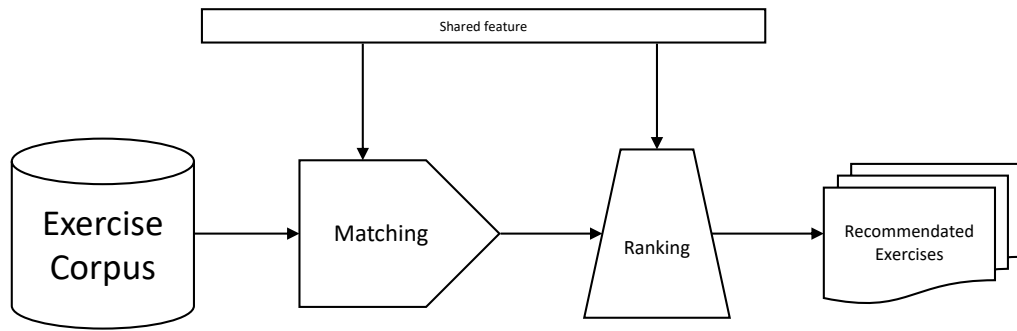 Shared feature
Exercise
Corpus
Matching
Ranking
Recommendated
Exercises